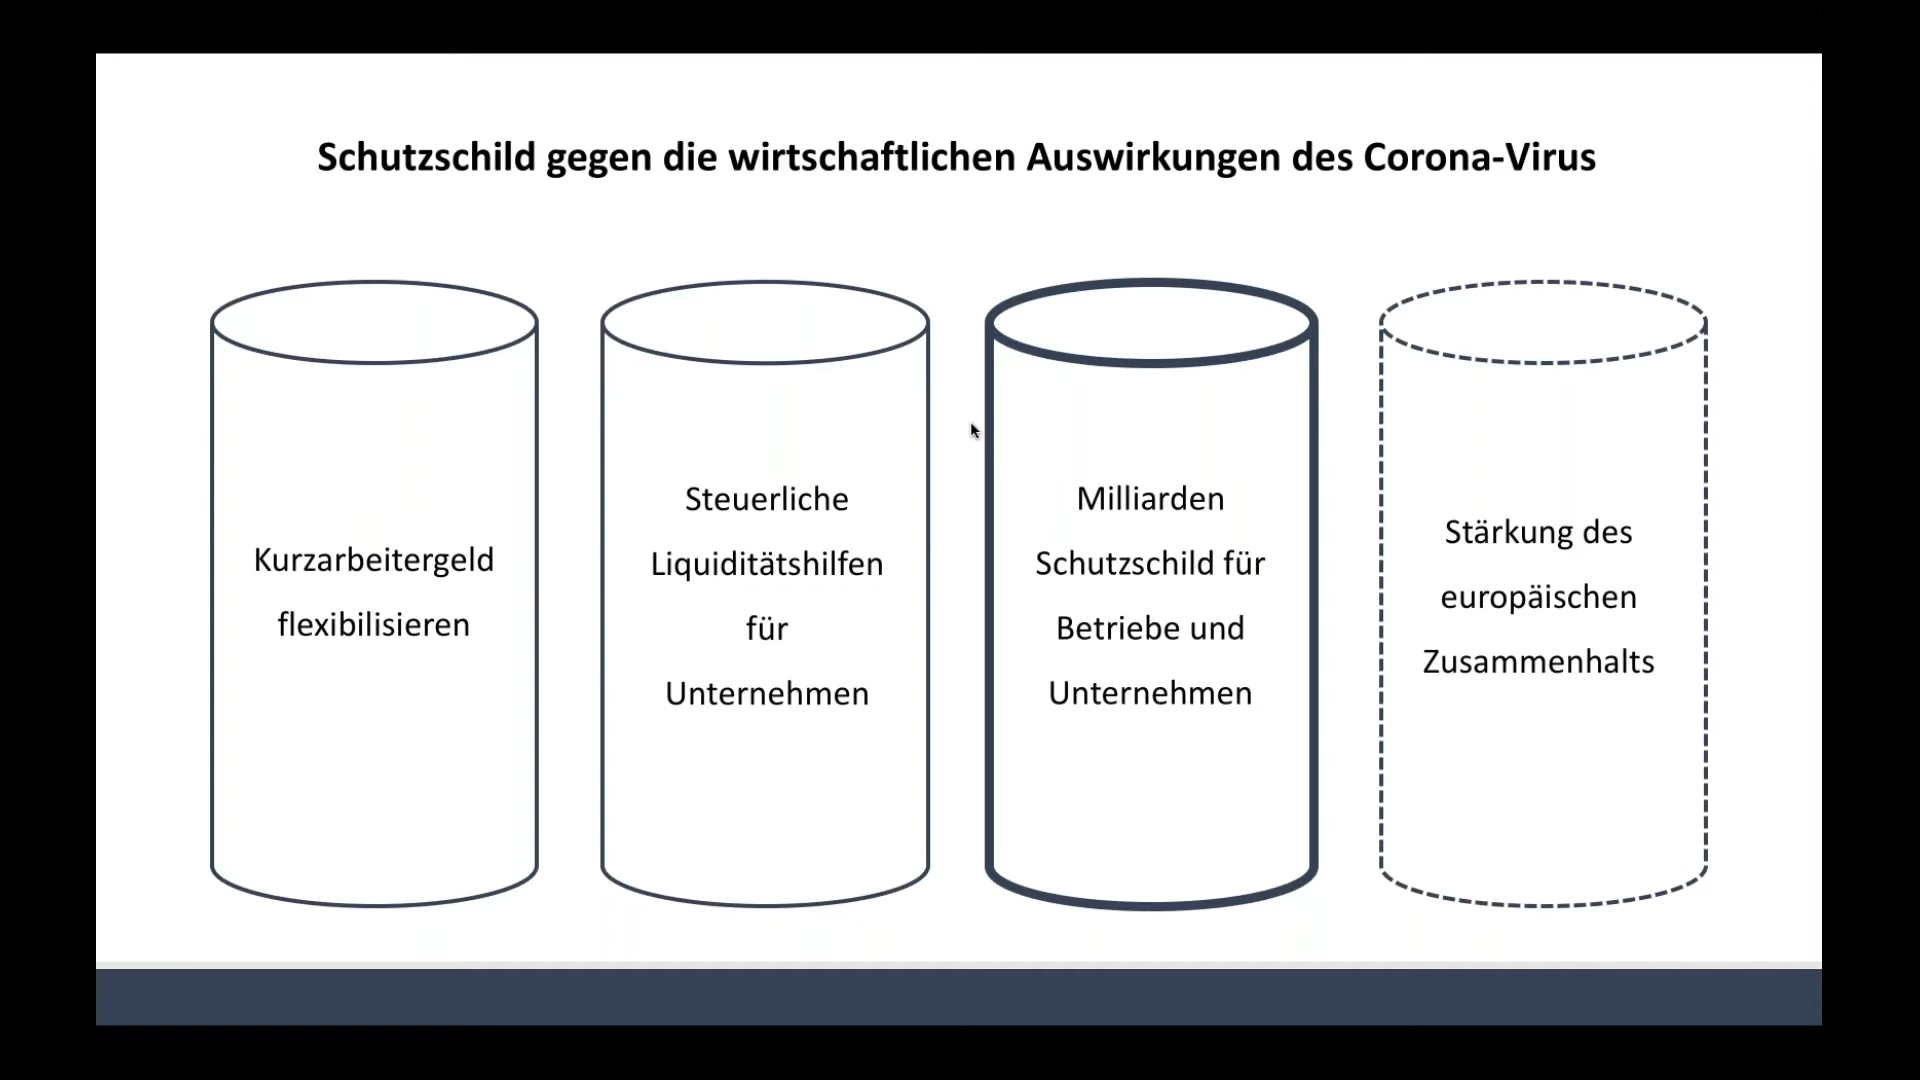 Schutzschild gegen die wirtschaftlichen Auswirkungen des Corona-Virus
Kurzarbeitergeld
flexibilisieren
Steuerliche
Liquiditätshilfen
für
Unternehmen
Milliarden
Schutzschild für
Betriebe und
Unternehmen
Stärkung des
europäischen
Zusammenhalts